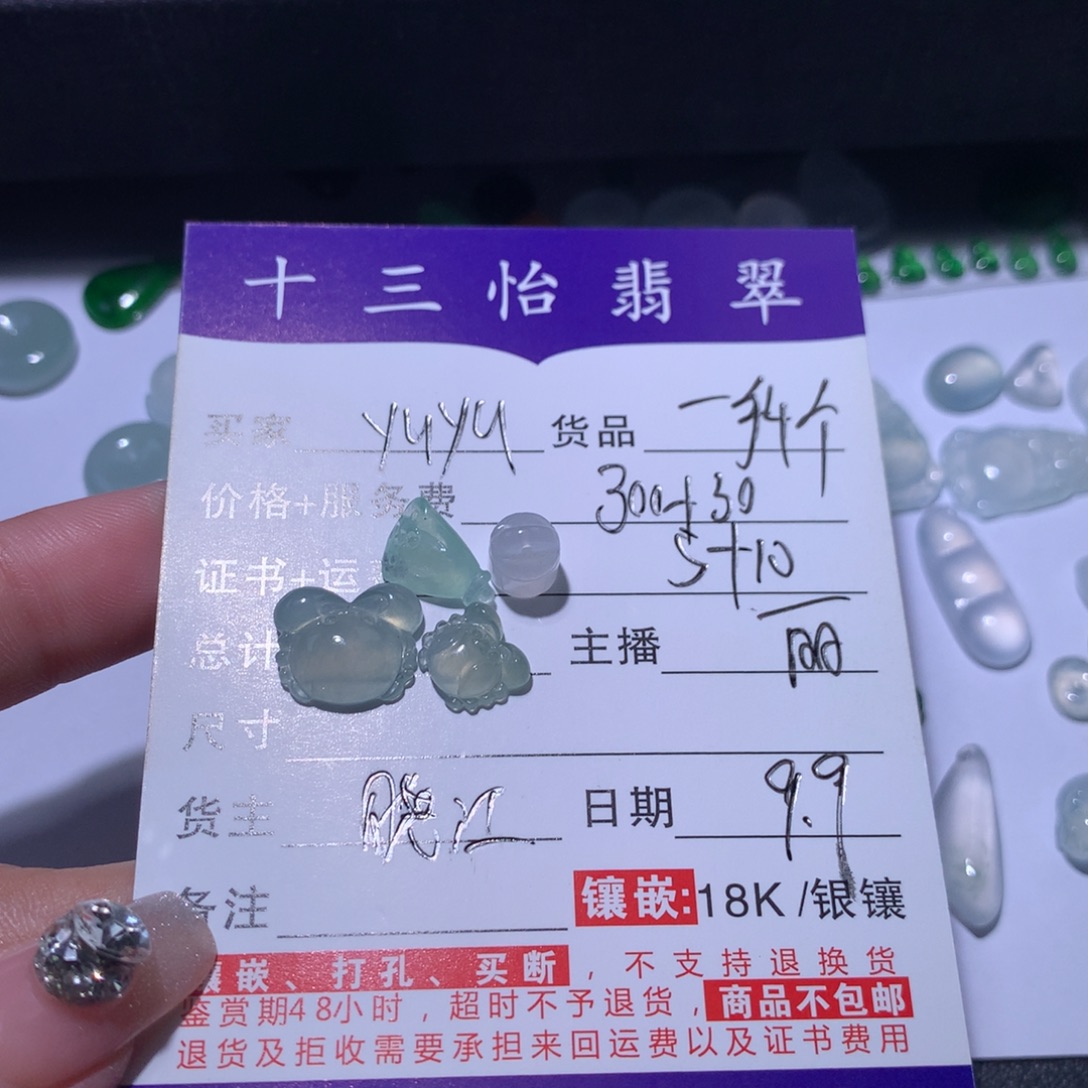 十三怡翡翠
买家 yuyu 货品 一手4个
价格+服务费 300+30
证书+运 5+10
总计 主播 丽
尺寸
货主 晓江 日期 9.9
备注 镶嵌:18K/银镶
镶嵌、打孔、买断，不支持退换货
鉴赏期48小时，超时不予退货，商品不包邮
退货及拒收需要承担来回运费以及证书费用